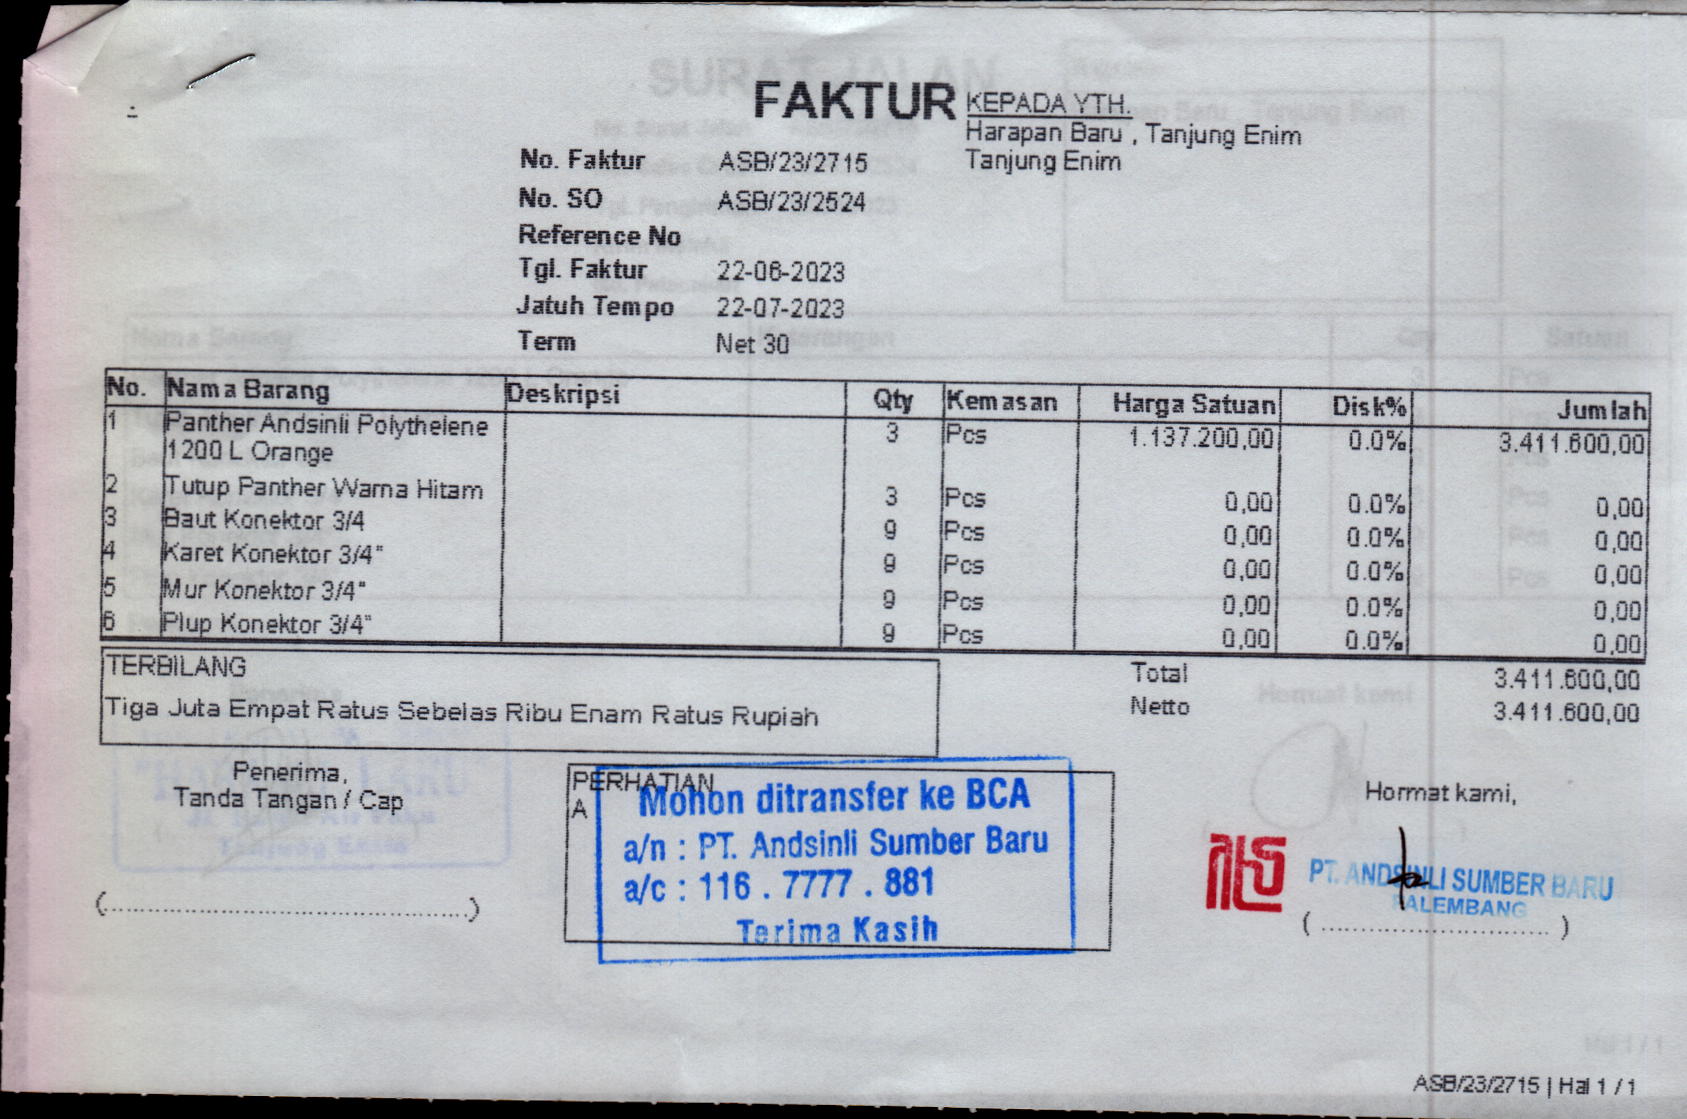 FAKTUR
KEPADA YTH.
Harapan Baru , Tanjung Enim
Tanjung Enim
No. Faktur ASB/23/2715
No. SO ASB/23/2524
Reference No
Tgl. Faktur 22-06-2023
Jatuh Tempo 22-07-2023
Term Net 30
No. Nama Barang Deskripsi Qty Kemasan Harga Satuan Disk% Jumlah
1 Panther Andsinli Polythelene 3 Pcs 1.137.200,00 0.0% 3.411.600,00
1200 L Orange
2 Tutup Panther Warna Hitam 3 Pcs 0,00 0.0% 0,00
3 Baut Konektor 3/4 9 Pcs 0,00 0.0% 0,00
4 Karet Konektor 3/4" 9 Pcs 0,00 0.0% 0,00
5 Mur Konektor 3/4" 9 Pcs 0,00 0.0% 0,00
6 Plup Konektor 3/4" 9 Pcs 0,00 0.0% 0,00
TERBILANG
Tiga Juta Empat Ratus Sebelas Ribu Enam Ratus Rupiah
Total 3.411.600,00
Netto 3.411.600,00
Penerima,
Tanda Tangan / Cap
(............................................)
PERHATIAN
A
Mohon ditransfer ke BCA
a/n : PT. Andsinli Sumber Baru
a/c : 116 . 7777 . 881
Terima Kasih
Hormat kami,
PT. ANDSINLI SUMBER BARU
PALEMBANG
( ............................ )
ASB/23/2715 | Hal 1 / 1